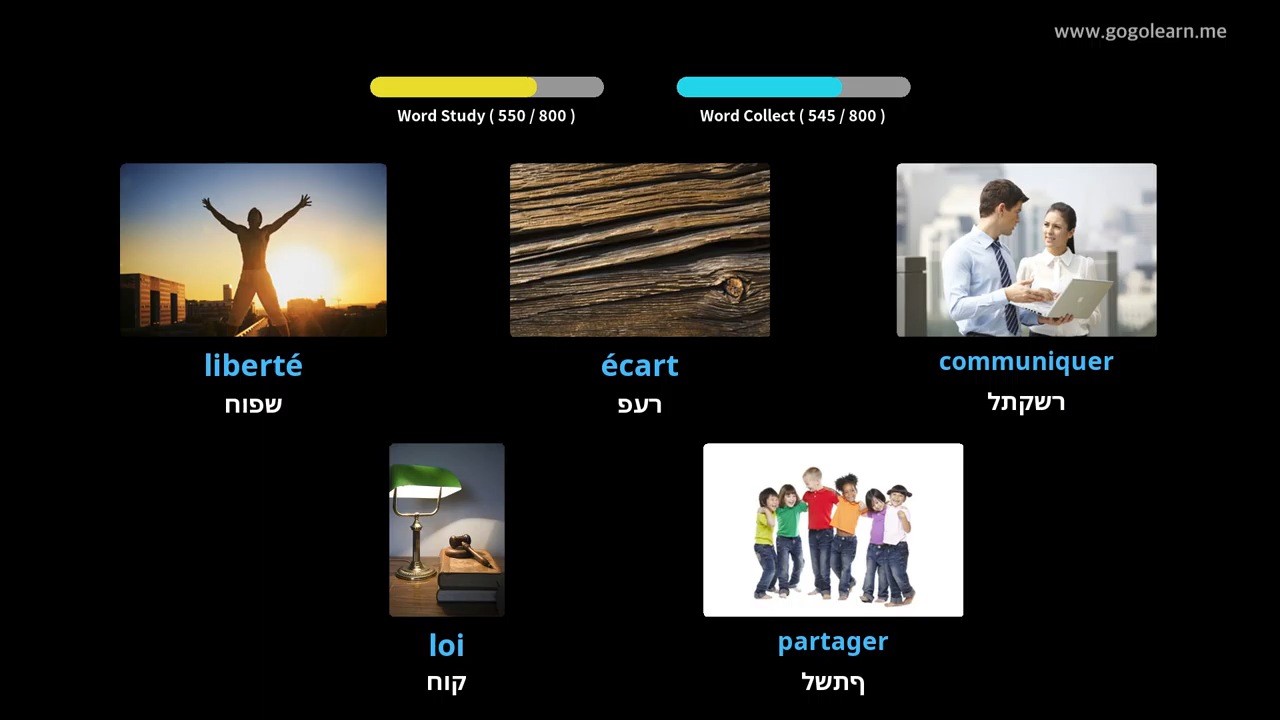 www.gogolearn.me
Word Study ( 550 / 800 )
Word Collect ( 545 / 800 )
liberté
שפוח
écart
רעפ
communiquer
רשקתל
loi
קוח
partager
ףתשל